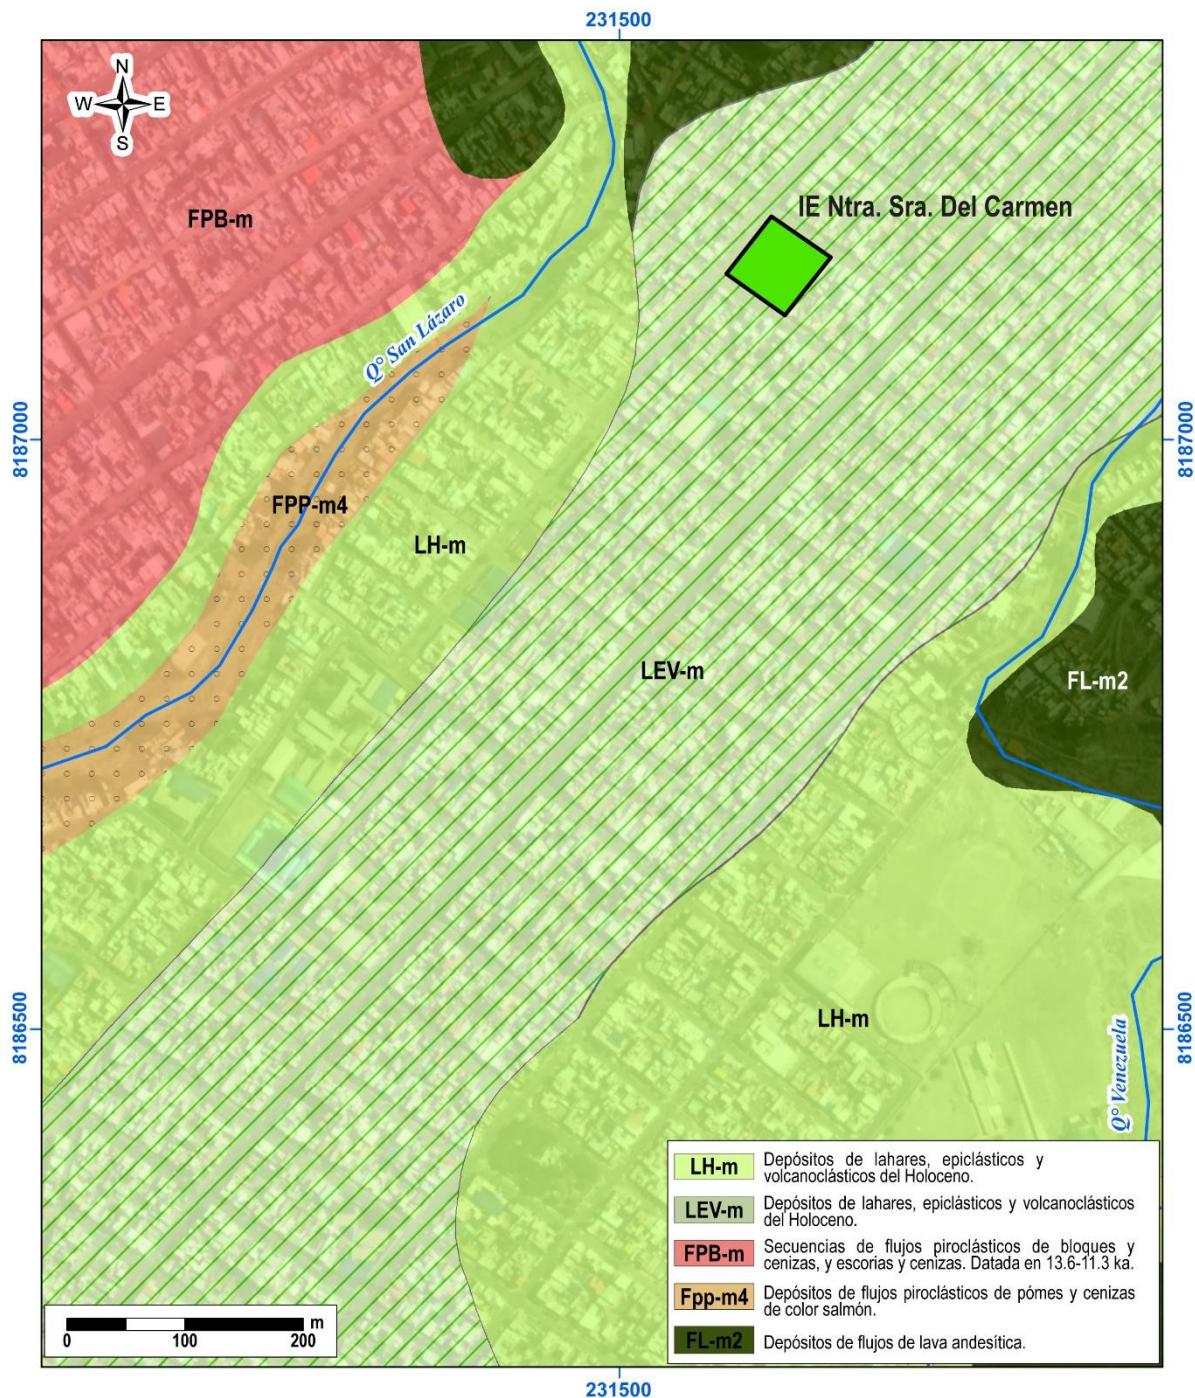 231500
N
W E
S
IE Ntra. Sra. Del Carmen
FPB-m
Qº San Lázaro
8187000
8187000
FPP-m4
LH-m
LEV-m
FL-m2
8186500
8186500
LH-m
Qº Venezuela
LH-m Depósitos de lahares, epiclásticos y
volcanoclásticos del Holoceno.
LEV-m Depósitos de lahares, epiclásticos y volcanoclásticos
del Holoceno.
FPB-m Secuencias de flujos piroclásticos de bloques y
cenizas, y escorias y cenizas. Datada en 13.6-11.3 ka.
Fpp-m4 Depósitos de flujos piroclásticos de pómes y cenizas
de color salmón.
FL-m2 Depósitos de flujos de lava andesítica.
m
0 100 200
231500